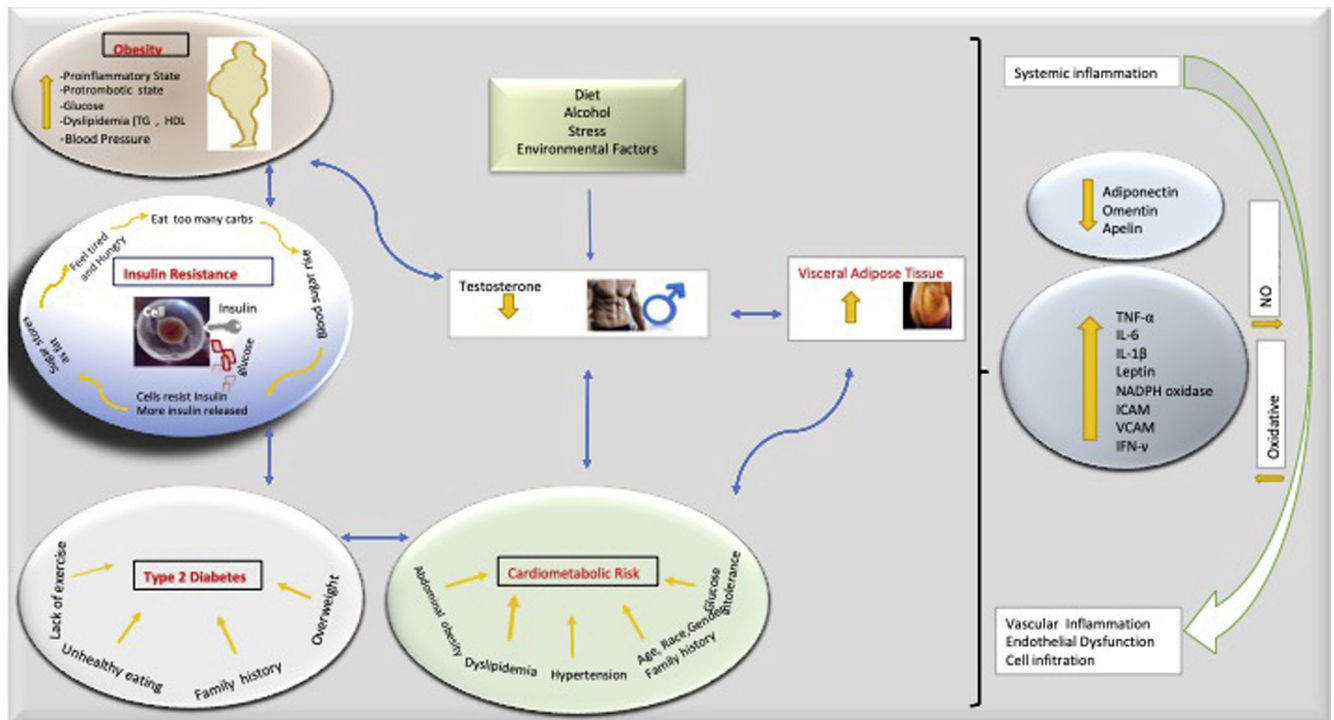 Obesity
-Proinflammatory State
-Protrombotic state
-Glucose
-Dyslipidemia (TG , HDL
-Blood Pressure
Diet
Alcohol
Stress
Environmental Factors
Eat too many carbs
Blood sugar rise
Cells resist Insulin
More insulin released
Sugar stores
as fat
Feel tired
and Hungry
Insulin Resistance
Cell
Insulin
glucose
Testosterone
Visceral Adipose Tissue
Type 2 Diabetes
Lack of exercise
Unhealthy eating
Family history
Overweight
Cardiometabolic Risk
Abdominal obesity
Dyslipidemia
Hypertension
Age, Race,Gender
Family history
Glucose
intolerance
Systemic inflammation
Adiponectin
Omentin
Apelin
TNF-α
IL-6
IL-1β
Leptin
NADPH oxidase
ICAM
VCAM
IFN-ν
NO
Oxidative
Vascular Inflammation
Endothelial Dysfunction
Cell infitration